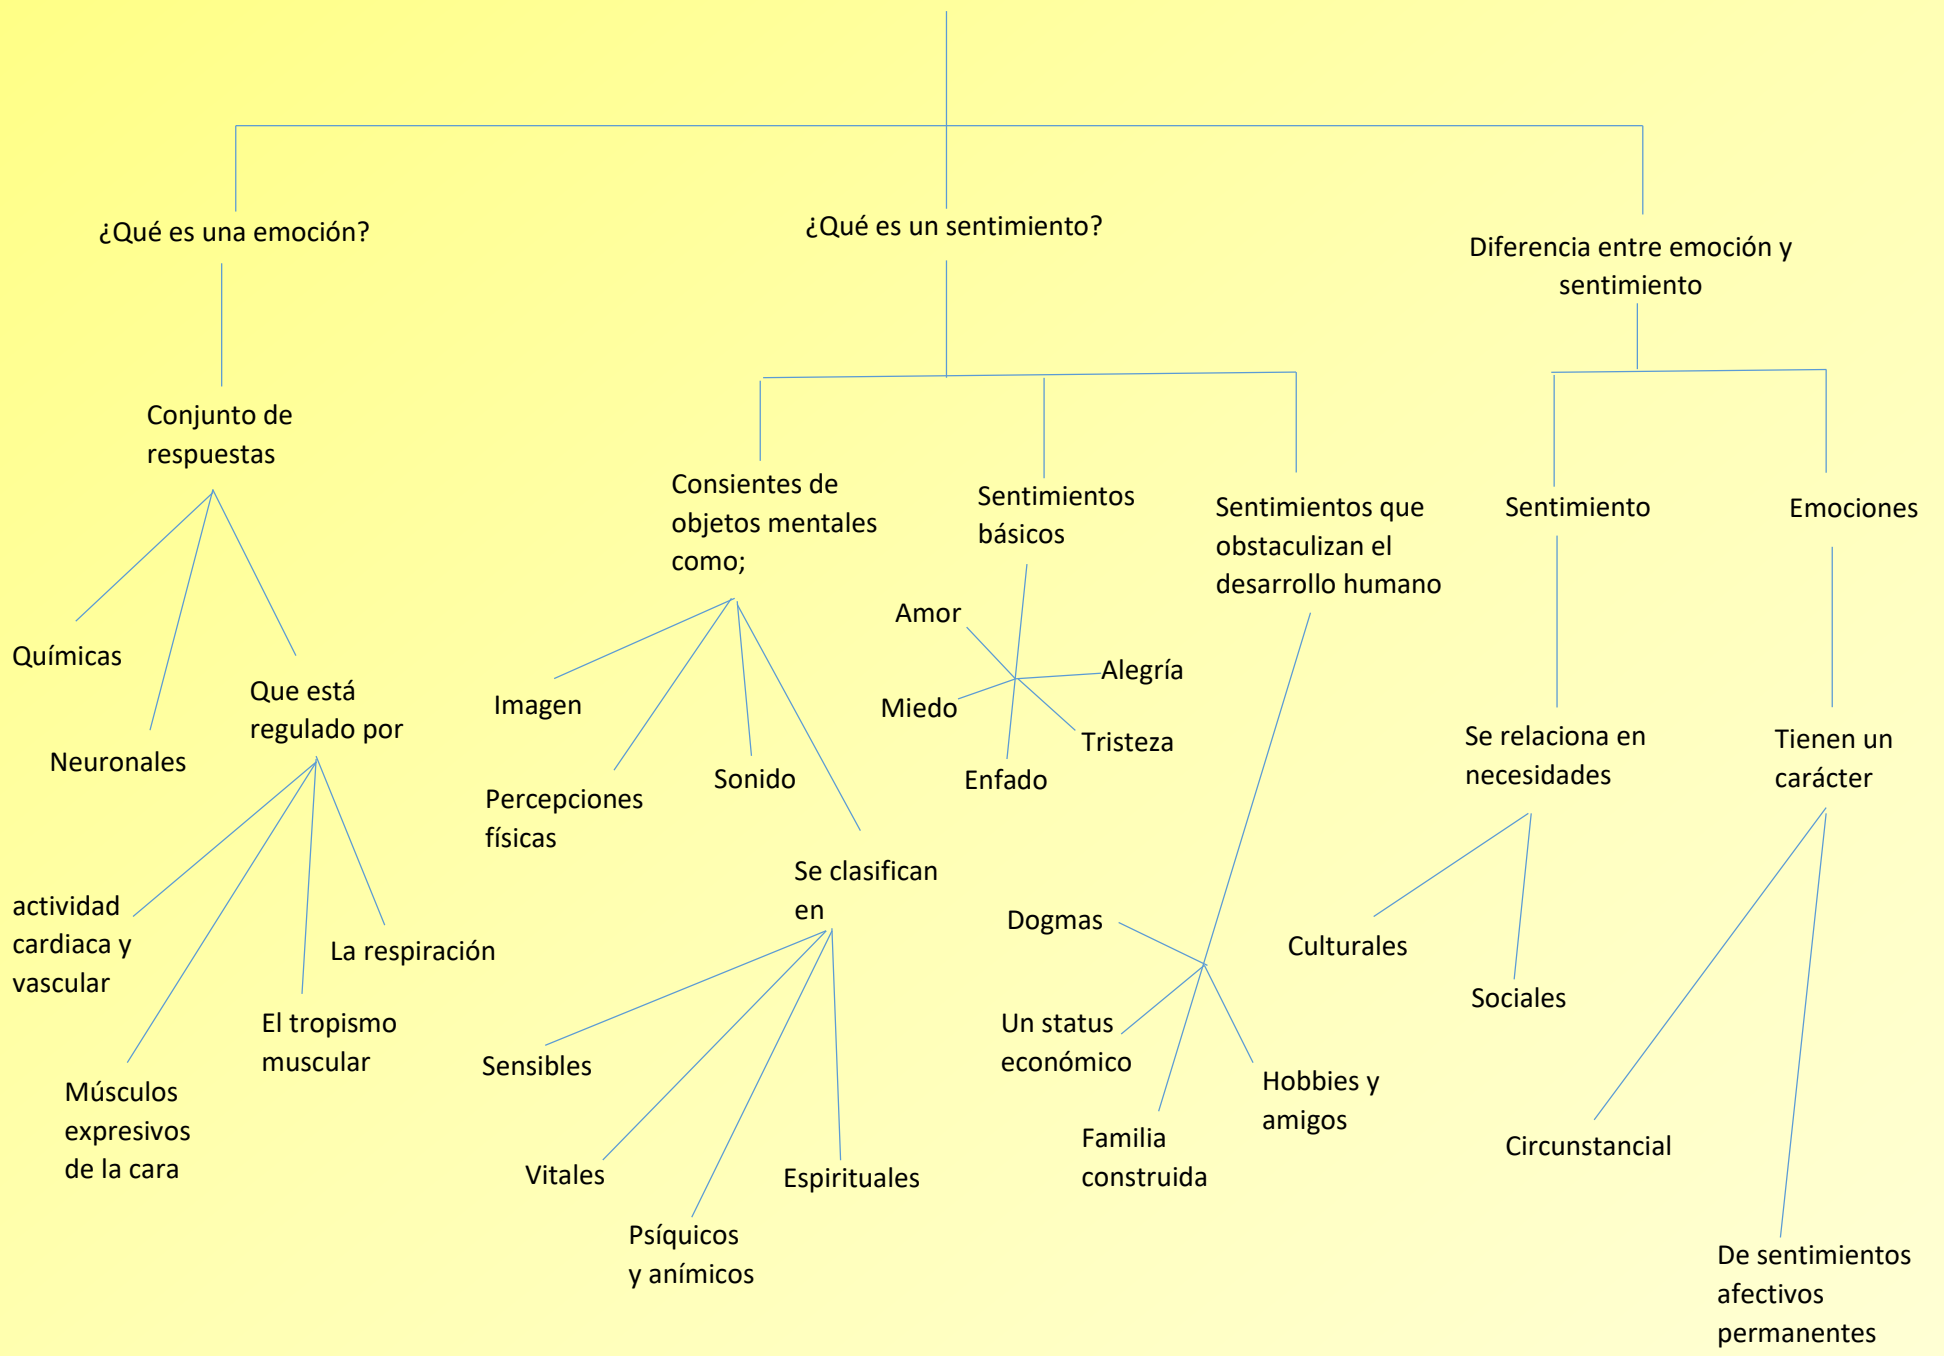 ¿Qué es una emoción?
¿Qué es un sentimiento?
Diferencia entre emoción y
sentimiento
Conjunto de
respuestas
Químicas
Neuronales
Que está
regulado por
actividad
cardiaca y
vascular
Músculos
expresivos
de la cara
El tropismo
muscular
La respiración
Consientes de
objetos mentales
como;
Imagen
Percepciones
físicas
Sonido
Se clasifican
en
Sensibles
Vitales
Psíquicos
y anímicos
Espirituales
Sentimientos
básicos
Amor
Miedo
Enfado
Tristeza
Alegría
Sentimientos que
obstaculizan el
desarrollo humano
Dogmas
Un status
económico
Familia
construida
Hobbies y
amigos
Sentimiento
Se relaciona en
necesidades
Culturales
Sociales
Emociones
Tienen un
carácter
Circunstancial
De sentimientos
afectivos
permanentes